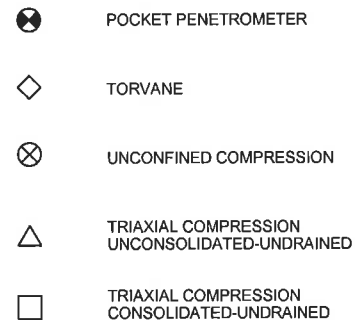 POCKET PENETROMETER
TORVANE
UNCONFINED COMPRESSION
TRIAXIAL COMPRESSION
UNCONSOLIDATED-UNDRAINED
TRIAXIAL COMPRESSION
CONSOLIDATED-UNDRAINED